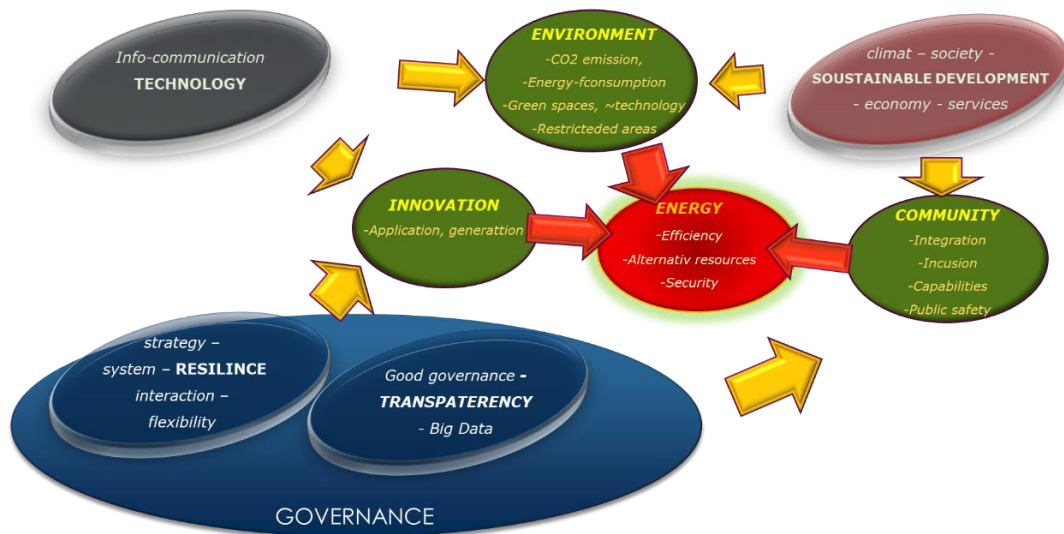 Info-communication
TECHNOLOGY
ENVIRONMENT
-CO2 emission,
-Energy-fconsumption
-Green spaces, ~technology
-Restricteded areas
climat – society -
SOUSTAINABLE DEVELOPMENT
- economy - services
INNOVATION
-Application, generattion
ENERGY
-Efficiency
-Alternativ resources
-Security
COMMUNITY
-Integration
-Incusion
-Capabilities
-Public safety
strategy –
system – RESILINCE
interaction –
flexibility
Good governance -
TRANSPATERENCY
- Big Data
GOVERNANCE